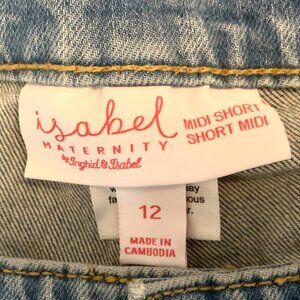 isabel
MATERNITY
by Ingrid & Isabel
MIDI SHORT
SHORT MIDI
12
MADE IN
CAMBODIA